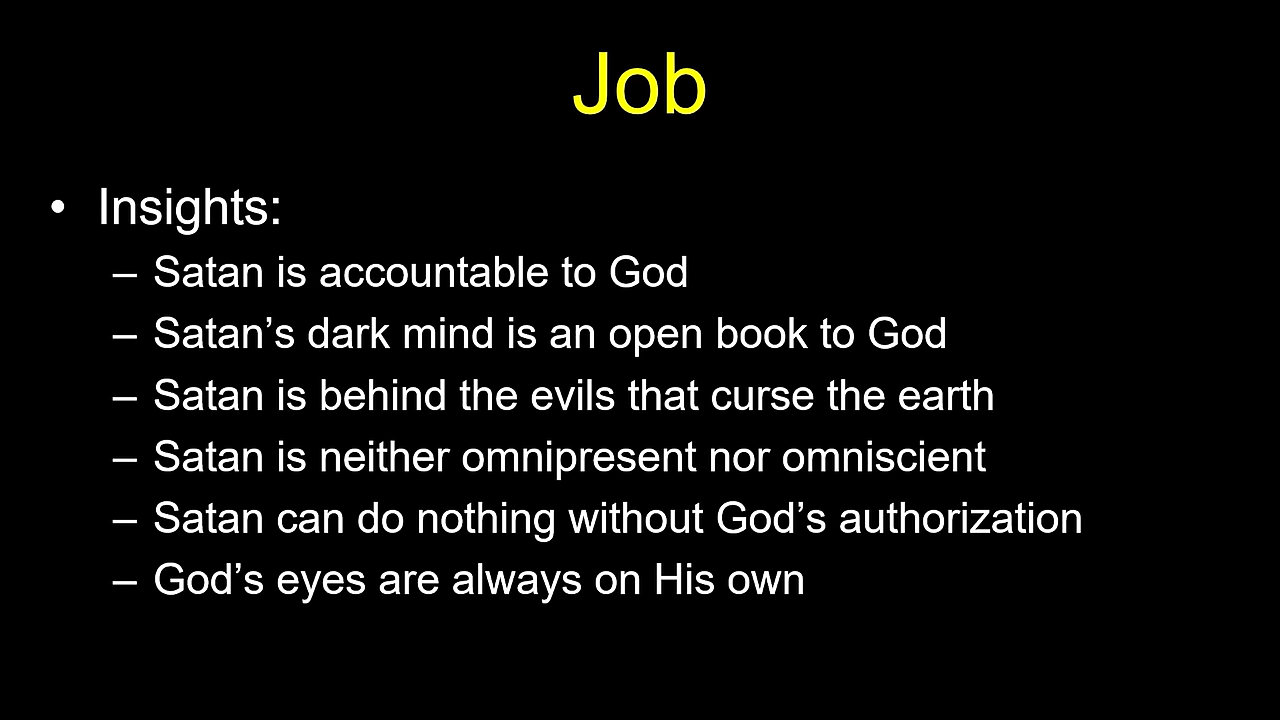 Job
• Insights:
– Satan is accountable to God
– Satan’s dark mind is an open book to God
– Satan is behind the evils that curse the earth
– Satan is neither omnipresent nor omniscient
– Satan can do nothing without God’s authorization
– God’s eyes are always on His own